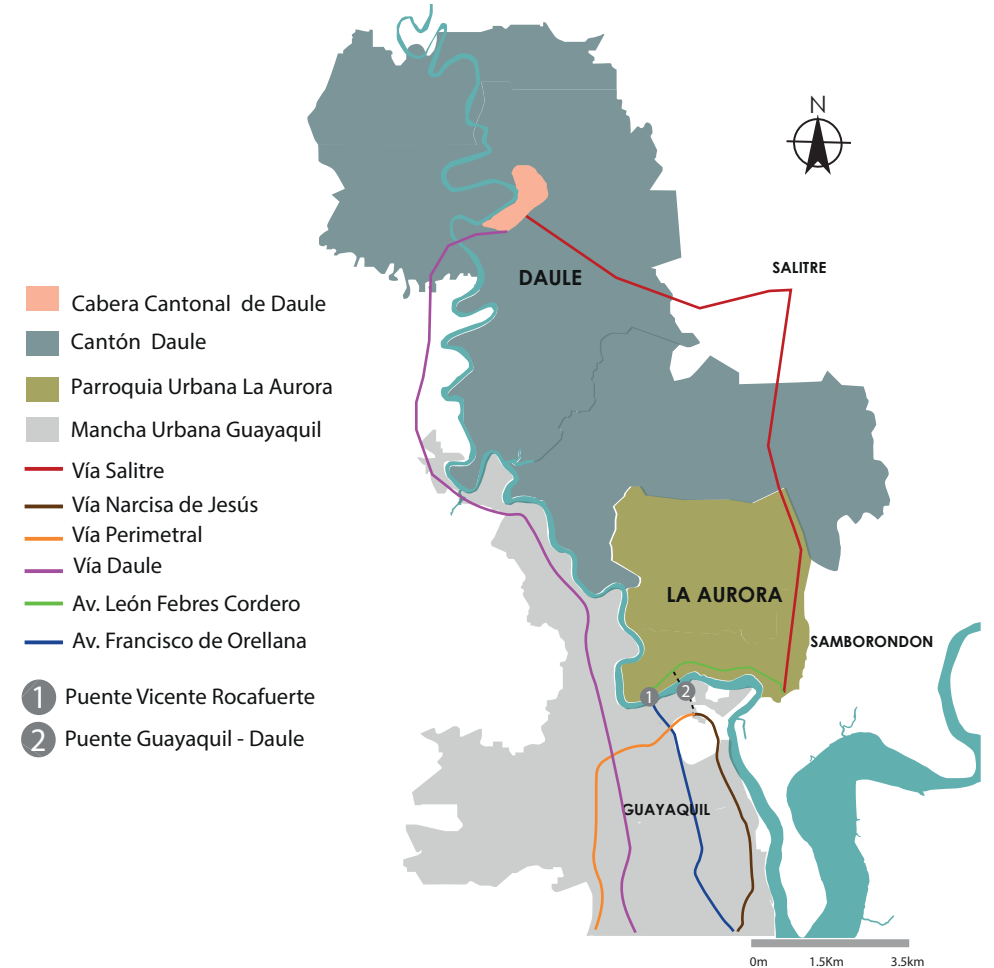 N
SALITRE
DAULE
Cabera Cantonal de Daule
Cantón Daule
Parroquia Urbana La Aurora
Mancha Urbana Guayaquil
Vía Salitre
Vía Narcisa de Jesús
Vía Perimetral
Vía Daule
Av. León Febres Cordero
Av. Francisco de Orellana
1 Puente Vicente Rocafuerte
2 Puente Guayaquil - Daule
LA AURORA
SAMBORONDON
1
2
GUAYAQUIL
0m 1.5Km 3.5km